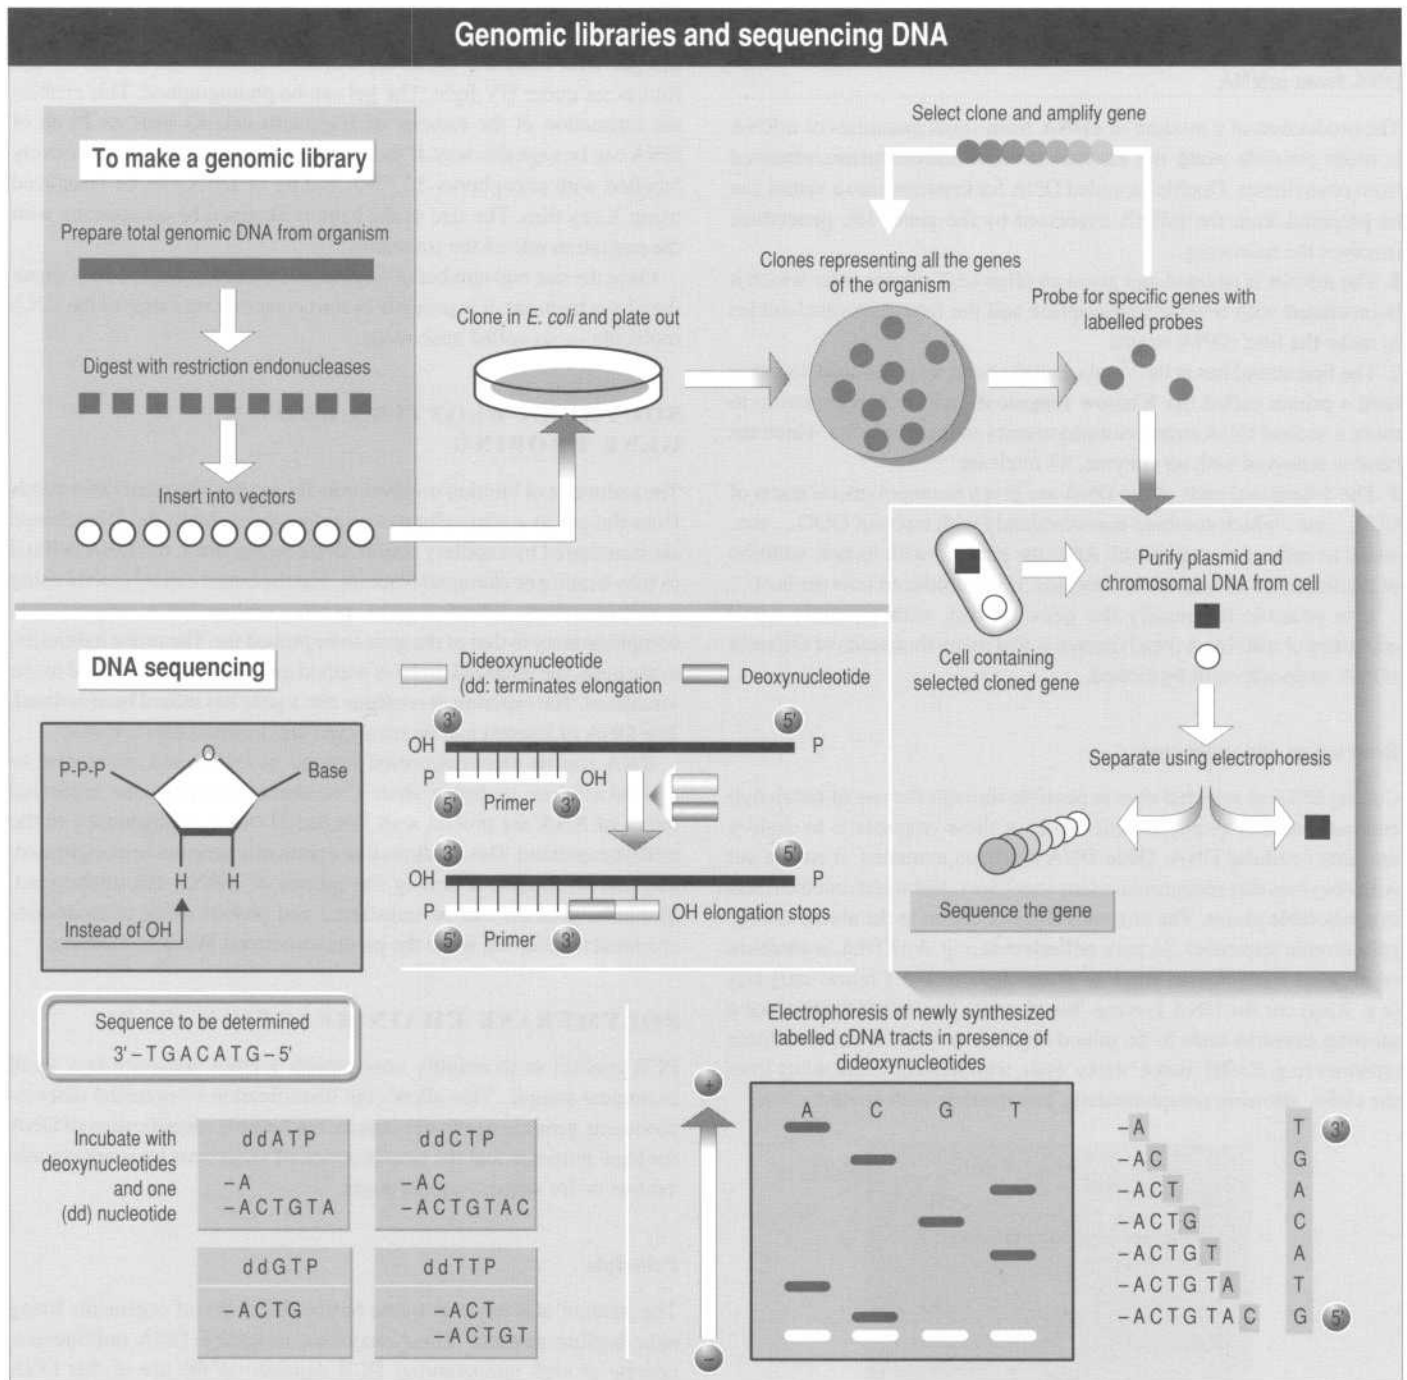 Genomic libraries and sequencing DNA
To make a genomic library
Prepare total genomic DNA from organism
Digest with restriction endonucleases
Insert into vectors
Clone in E. coli and plate out
Clones representing all the genes
of the organism
Select clone and amplify gene
Probe for specific genes with
labelled probes
Purify plasmid and
chromosomal DNA from cell
Cell containing
selected cloned gene
Separate using electrophoresis
Sequence the gene
DNA sequencing
P-P-P
O
Base
H H
Instead of OH
Dideoxynucleotide
(dd: terminates elongation
Deoxynucleotide
3' 5'
OH P
P OH
5' Primer 3'
3' 5'
OH P
P OH elongation stops
5' Primer 3'
Sequence to be determined
3'–TGACATG–5'
Incubate with
deoxynucleotides
and one
(dd) nucleotide
ddATP
–A
–ACTGTA
ddCTP
–AC
–ACTGTAC
ddGTP
–ACTG
ddTTP
–ACT
–ACTGT
Electrophoresis of newly synthesized
labelled cDNA tracts in presence of
dideoxynucleotides
+
–
A C G T
–A T 3'
–AC G
–ACT A
–ACTG C
–ACTGT A
–ACTGTA T
–ACTGTAC G 5'